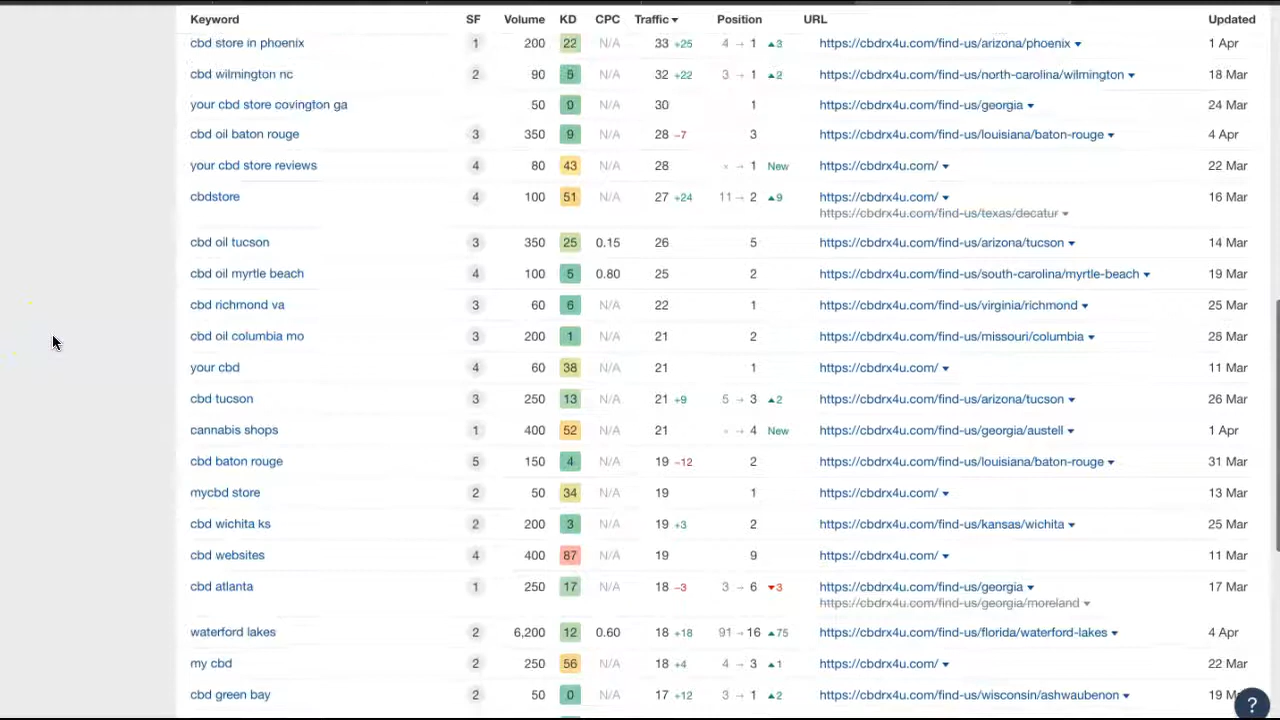 Keyword SF Volume KD CPC Traffic Position URL Updated
cbd store in phoenix 1 200 22 N/A 33 +25 4 → 1 ▲3 https://cbdrx4u.com/find-us/arizona/phoenix 1 Apr
cbd wilmington nc 2 90 5 N/A 32 +22 3 → 1 ▲2 https://cbdrx4u.com/find-us/north-carolina/wilmington 18 Mar
your cbd store covington ga 50 0 N/A 30 1 https://cbdrx4u.com/find-us/georgia 24 Mar
cbd oil baton rouge 3 350 9 N/A 28 –7 3 https://cbdrx4u.com/find-us/louisiana/baton-rouge 4 Apr
your cbd store reviews 4 80 43 N/A 28 × → 1 New https://cbdrx4u.com/ 22 Mar
cbdstore 4 100 51 N/A 27 +24 11 → 2 ▲9 https://cbdrx4u.com/ 16 Mar
https://cbdrx4u.com/find-us/texas/decatur
cbd oil tucson 3 350 25 0.15 26 5 https://cbdrx4u.com/find-us/arizona/tucson 14 Mar
cbd oil myrtle beach 4 100 5 0.80 25 2 https://cbdrx4u.com/find-us/south-carolina/myrtle-beach 19 Mar
cbd richmond va 3 60 6 N/A 22 1 https://cbdrx4u.com/find-us/virginia/richmond 25 Mar
cbd oil columbia mo 3 200 1 N/A 21 2 https://cbdrx4u.com/find-us/missouri/columbia 25 Mar
your cbd 4 60 38 N/A 21 1 https://cbdrx4u.com/ 11 Mar
cbd tucson 3 250 13 N/A 21 +9 5 → 3 ▲2 https://cbdrx4u.com/find-us/arizona/tucson 26 Mar
cannabis shops 1 400 52 N/A 21 × → 4 New https://cbdrx4u.com/find-us/georgia/austell 1 Apr
cbd baton rouge 5 150 4 N/A 19 –12 2 https://cbdrx4u.com/find-us/louisiana/baton-rouge 31 Mar
mycbd store 2 50 34 N/A 19 1 https://cbdrx4u.com/ 13 Mar
cbd wichita ks 2 200 3 N/A 19 +3 2 https://cbdrx4u.com/find-us/kansas/wichita 25 Mar
cbd websites 4 400 87 N/A 19 9 https://cbdrx4u.com/ 11 Mar
cbd atlanta 1 250 17 N/A 18 –3 3 → 6 ▼3 https://cbdrx4u.com/find-us/georgia 17 Mar
https://cbdrx4u.com/find-us/georgia/moreland
waterford lakes 2 6,200 12 0.60 18 +18 91 → 16 ▲75 https://cbdrx4u.com/find-us/florida/waterford-lakes 4 Apr
my cbd 2 250 56 N/A 18 +4 4 → 3 ▲1 https://cbdrx4u.com/ 22 Mar
cbd green bay 2 50 0 N/A 17 +12 3 → 1 ▲2 https://cbdrx4u.com/find-us/wisconsin/ashwaubenon 19
?